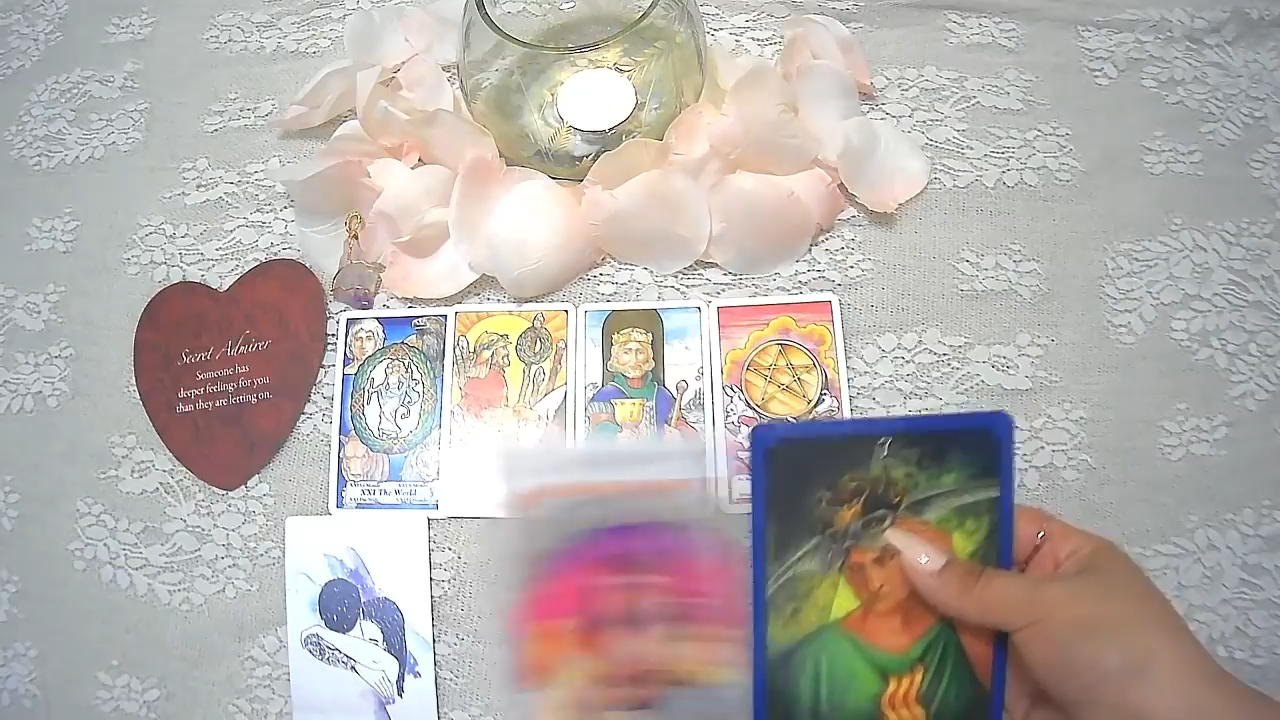 Secret Admirer
Someone has
deeper feelings for you
than they are letting on.
XXI The World